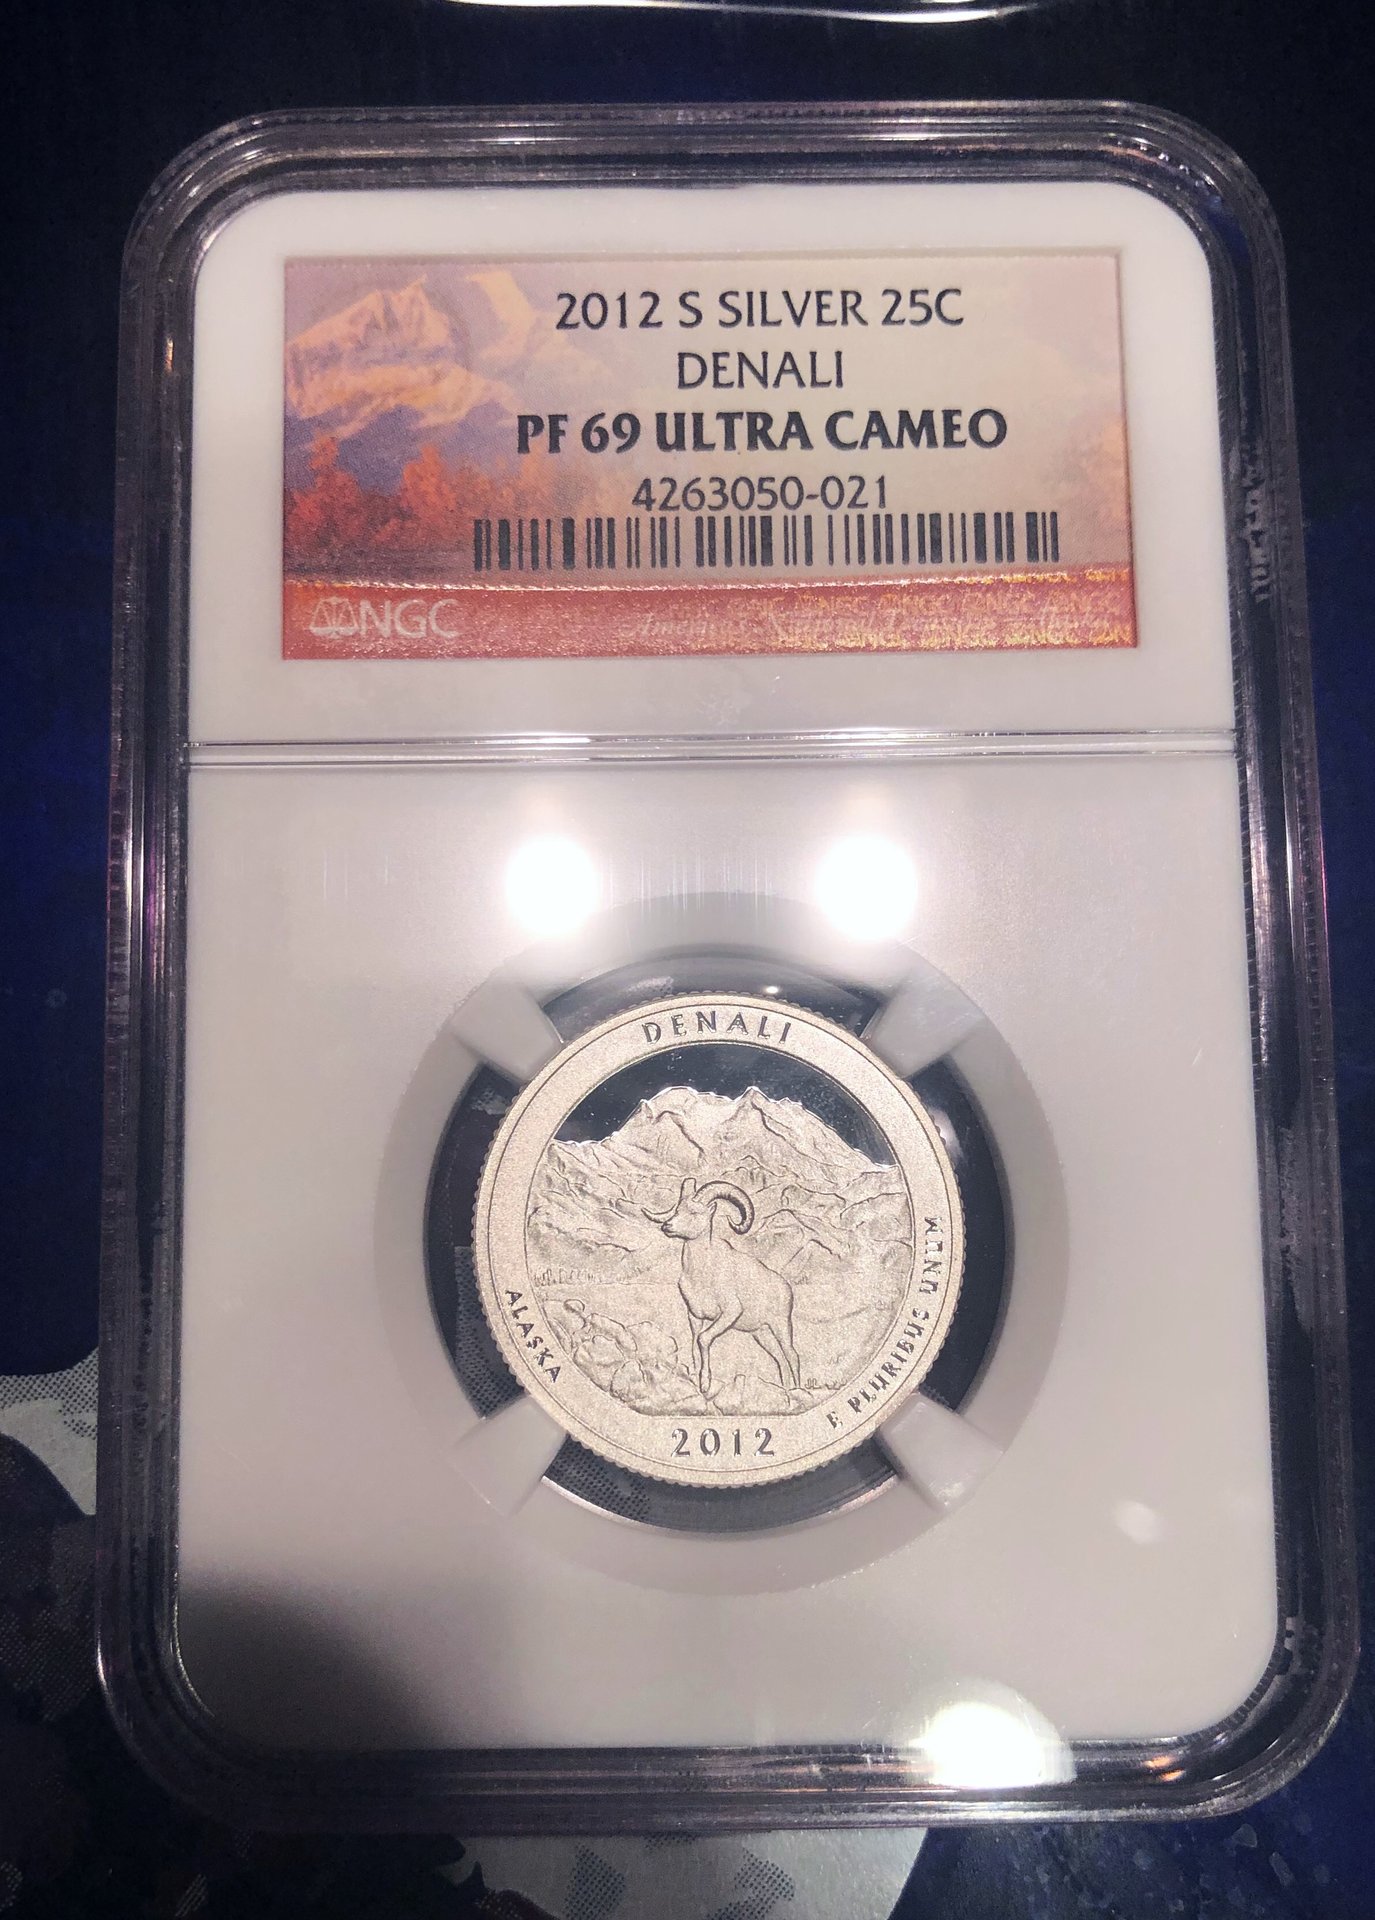 2012 S SILVER 25C
DENALI
PF 69 ULTRA CAMEO
4263050-021
NGC
DENALI
ALASKA
E PLURIBUS UNUM
2012